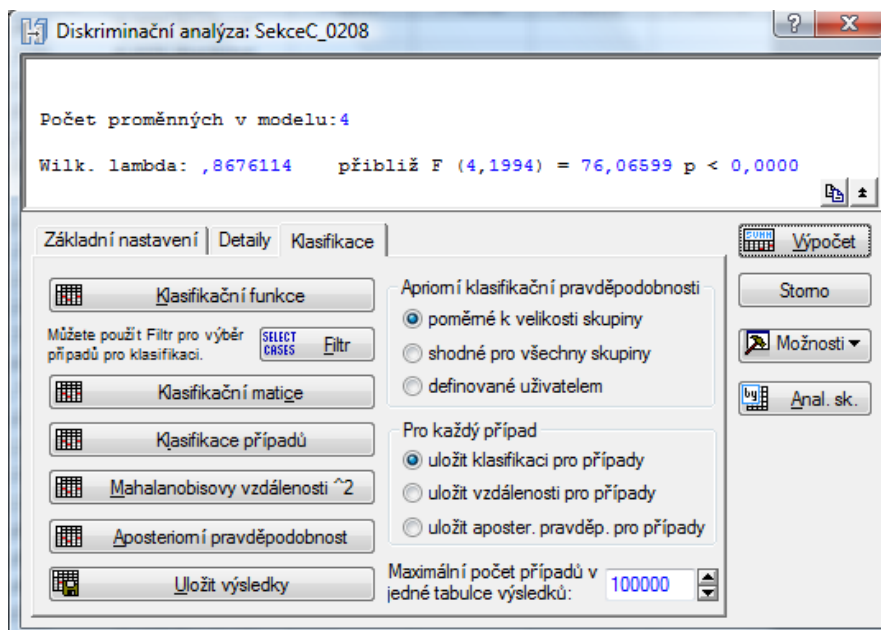 Diskriminační analýza: SekceC_0208
Počet proměnných v modelu:4
Wilk. lambda: ,8676114 přibliž F (4,1994) = 76,06599 p < 0,0000
Základní nastavení Detaily Klasifikace
Klasifikační funkce
Můžete použít Filtr pro výběr
případů pro klasifikaci.
SELECT
CASES
Filtr
Klasifikační matice
Klasifikace případů
Mahalanobisovy vzdálenosti ^2
Aposteriorní pravděpodobnost
Uložit výsledky
Apriorní klasifikační pravděpodobnosti
poměrné k velikosti skupiny
shodné pro všechny skupiny
definované uživatelem
Pro každý případ
uložit klasifikaci pro případy
uložit vzdálenosti pro případy
uložit aposter. pravděp. pro případy
Maximální počet případů v
jedné tabulce výsledků:
100000
Výpočet
Storno
Možnosti
by
Anal. sk.